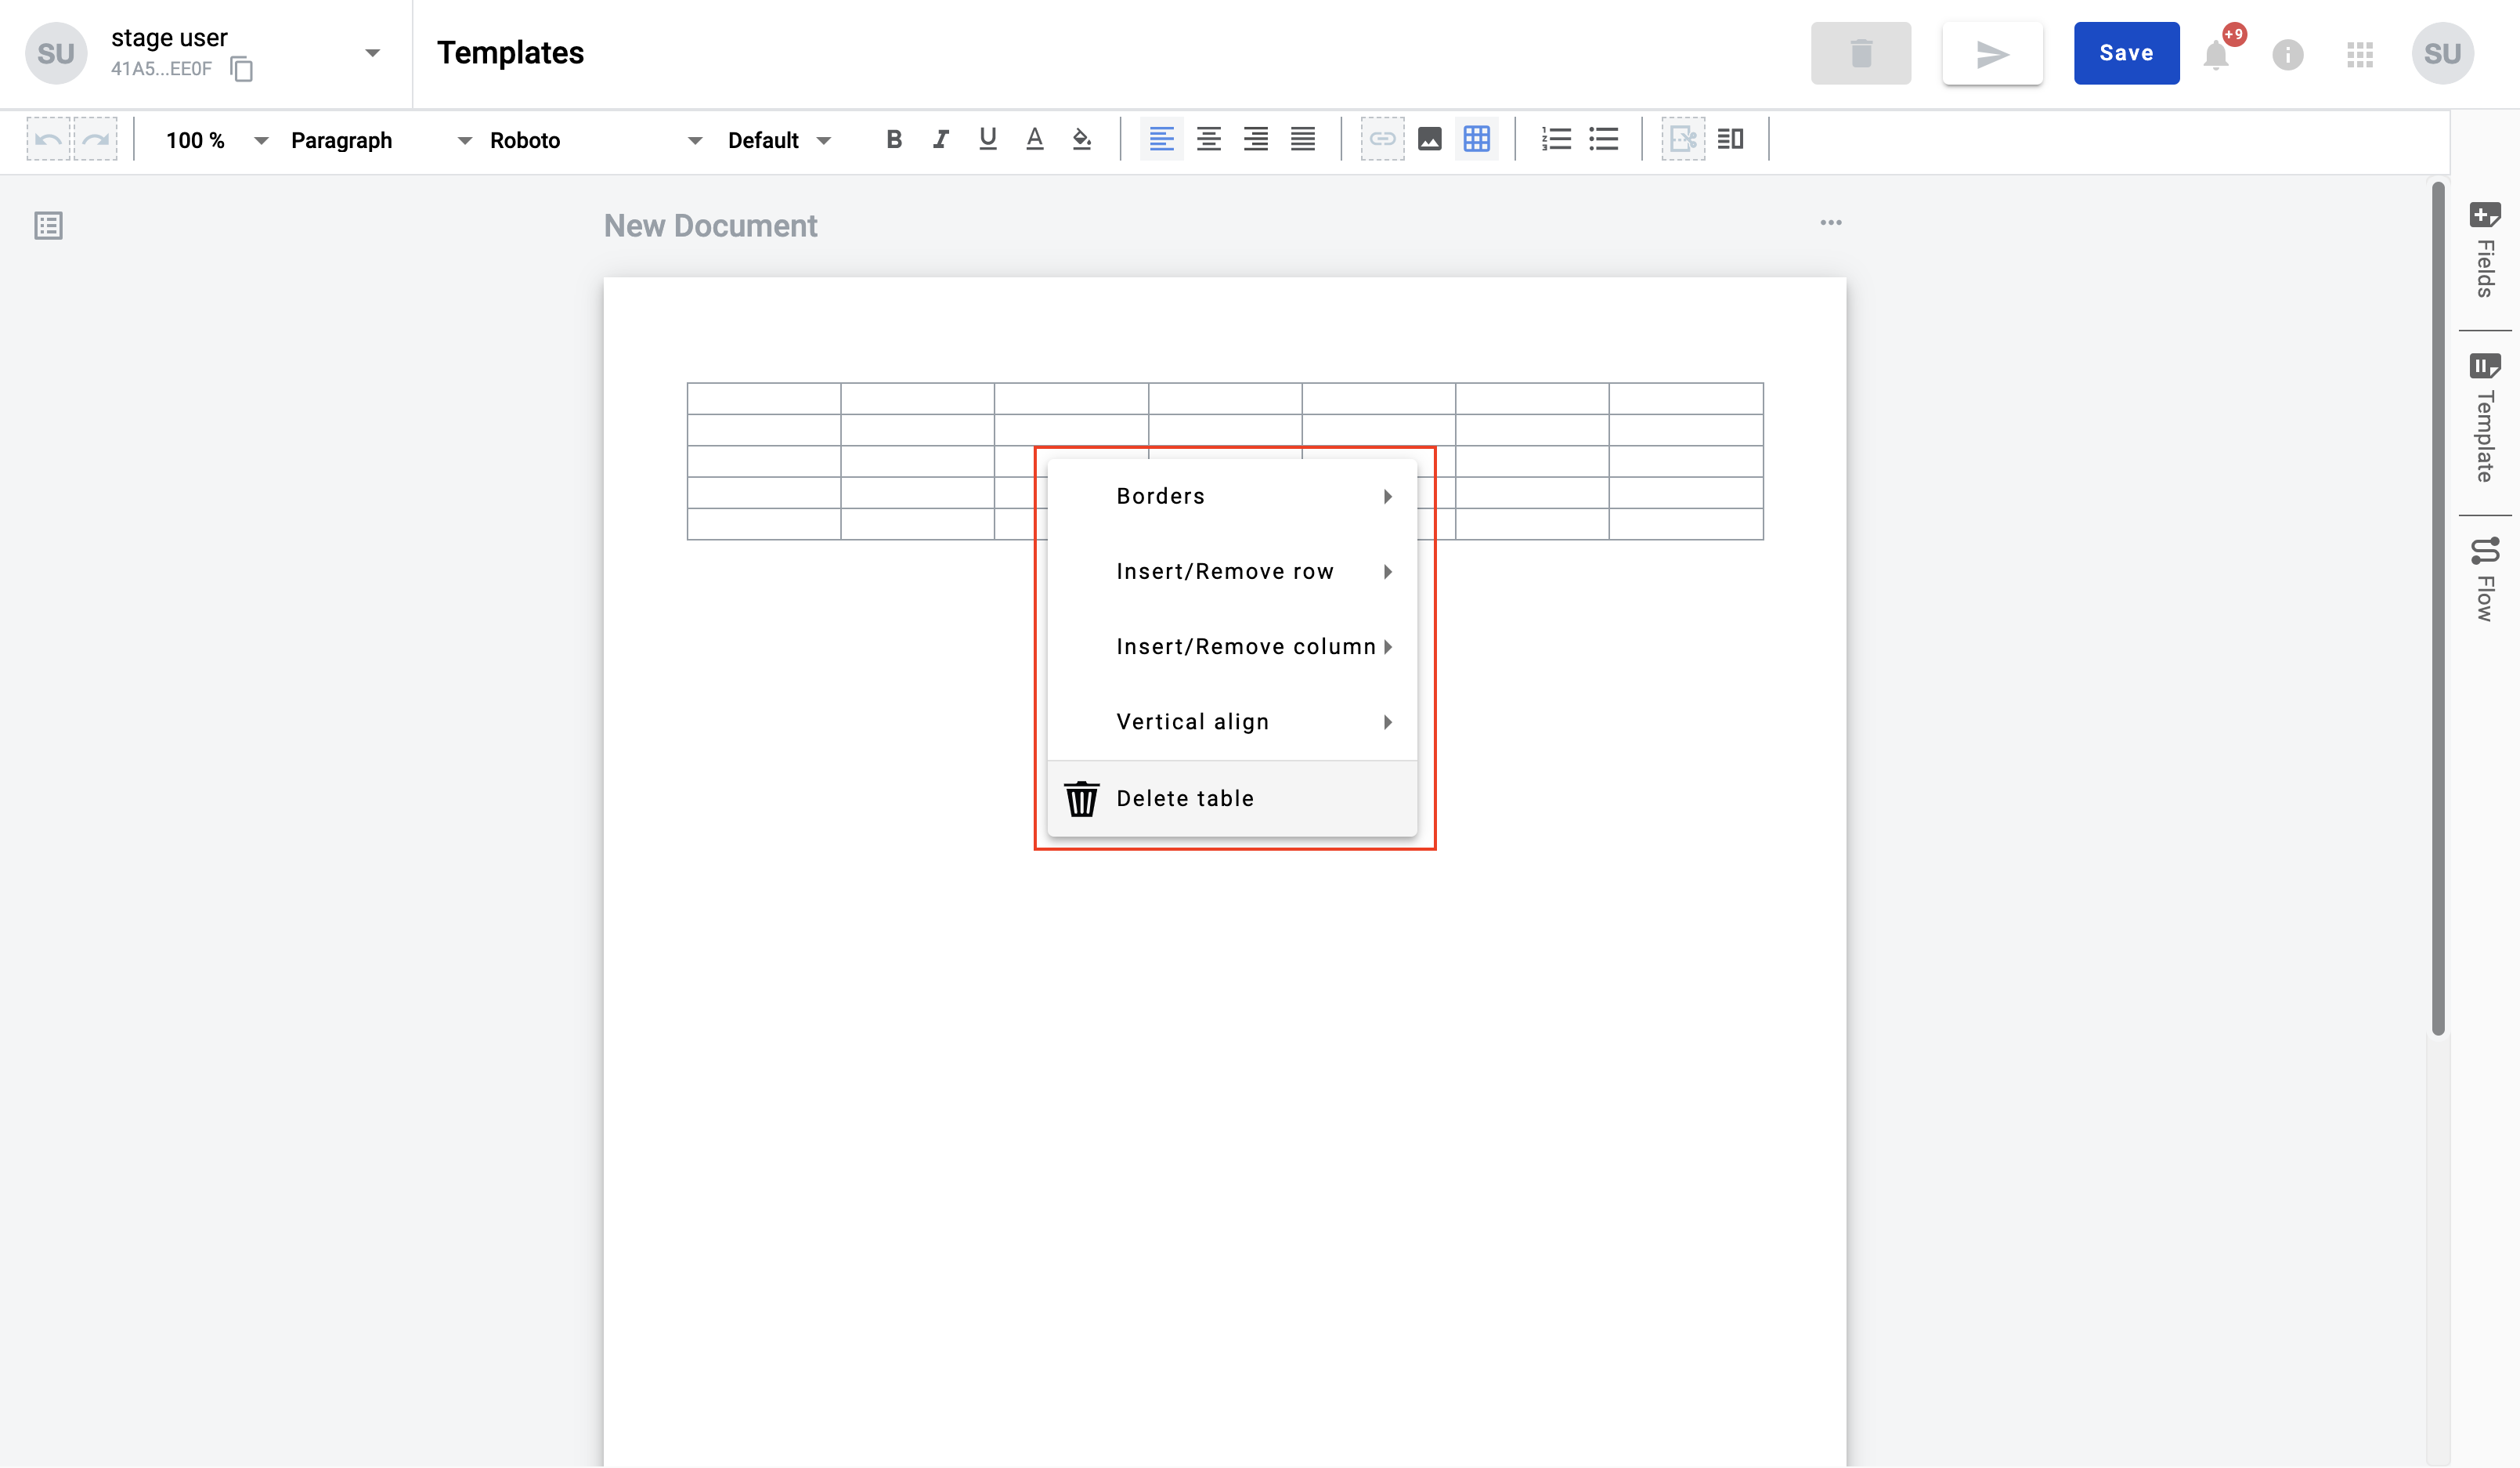 SU
stage user
41A5...EE0F
Templates
Save
+9
SU
100 %
Paragraph
Roboto
Default
New Document
Fields
Template
Flow
Borders
Insert/Remove row
Insert/Remove column
Vertical align
Delete table